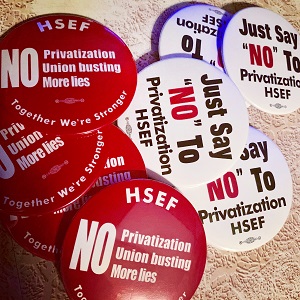 HSEF
NO Privatization
Union busting
More lies
Together We're Stronger
NO Privatization
Union busting
More lies
Together We're Stronger
HSEF
NO Privatization
Union busting
More lies
Together
Just Say
"NO" To
Privatization
HSEF
Just Say
"NO" To
Privatization
HSEF
Say
"NO" To
Privatization
HSEF